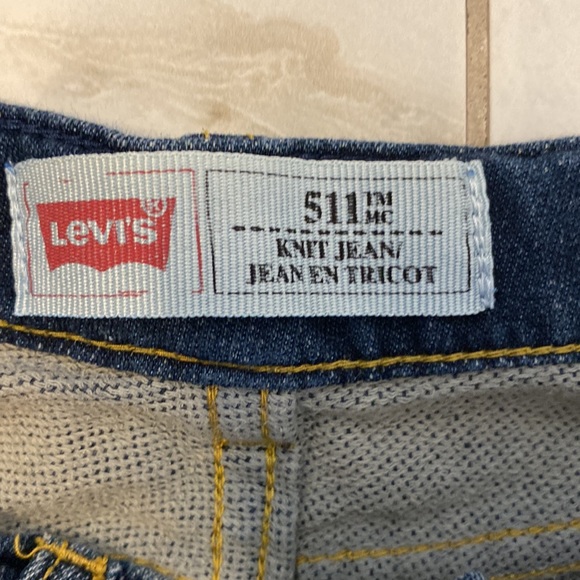 LEVI'S
511 TM
MC
KNIT JEAN/
JEAN EN TRICOT